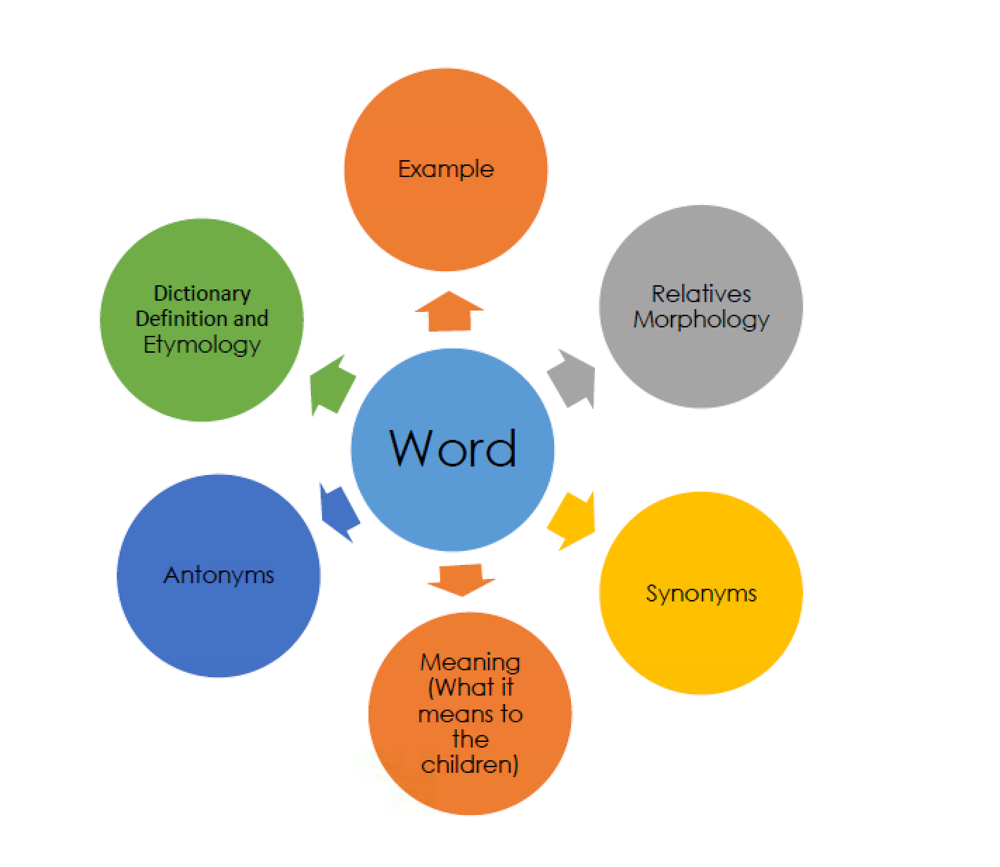 Example
Dictionary
Definition and
Etymology
Relatives
Morphology
Word
Antonyms
Synonyms
Meaning
(What it
means to
the
children)